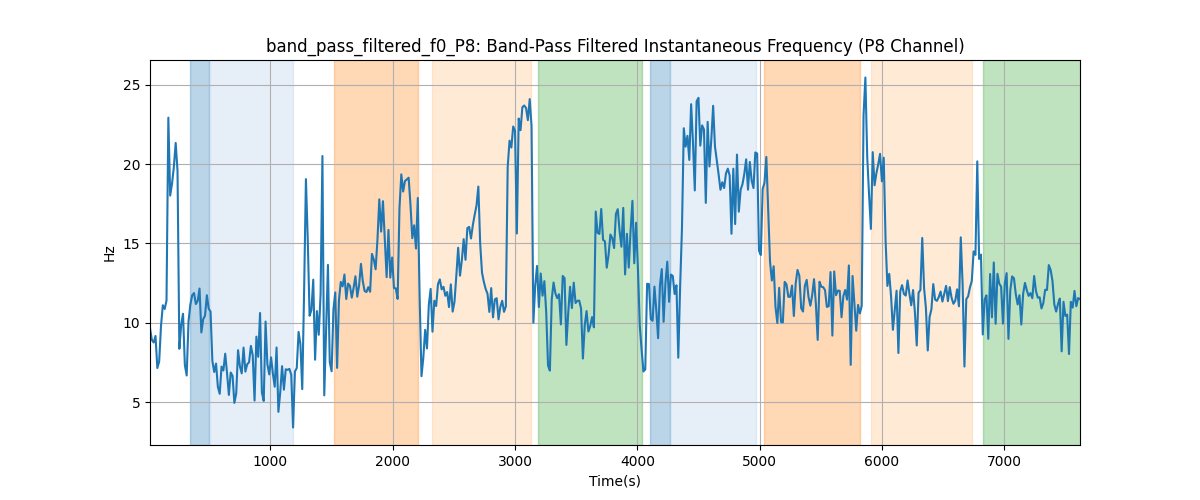 band_pass_filtered_f0_P8: Band-Pass Filtered Instantaneous Frequency (P8 Channel)
25
20
15
10
5
Hz
1000 2000 3000 4000 5000 6000 7000
Time(s)